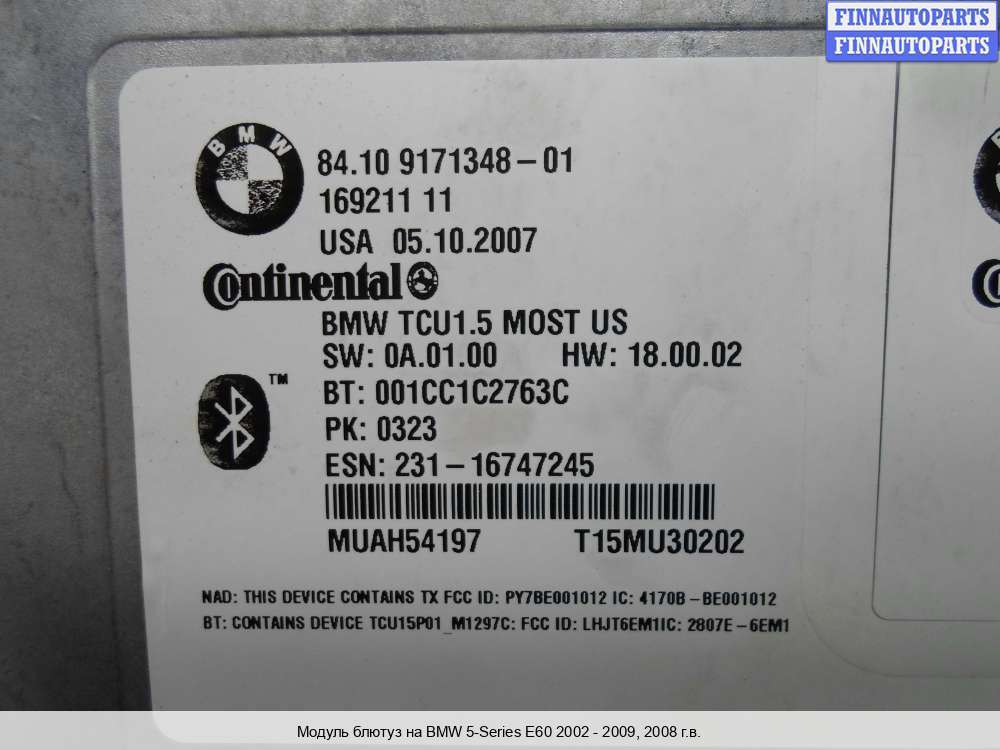 FINNAUTOPARTS
FINNAUTOPARTS
BMW
84.10 9171348-01
169211 11
USA 05.10.2007
Continental
BMW TCU1.5 MOST US
SW: 0A.01.00 HW: 18.00.02
TM
BT: 001CC1C2763C
PK: 0323
ESN: 231-16747245
MUAH54197 T15MU30202
NAD: THIS DEVICE CONTAINS TX FCC ID: PY7BE001012 IC: 4170B-BE001012
BT: CONTAINS DEVICE TCU15P01_M1297C: FCC ID: LHJT6EM1IC: 2807E-6EM1
Модуль блютуз на BMW 5-Series E60 2002 - 2009, 2008 г.в.